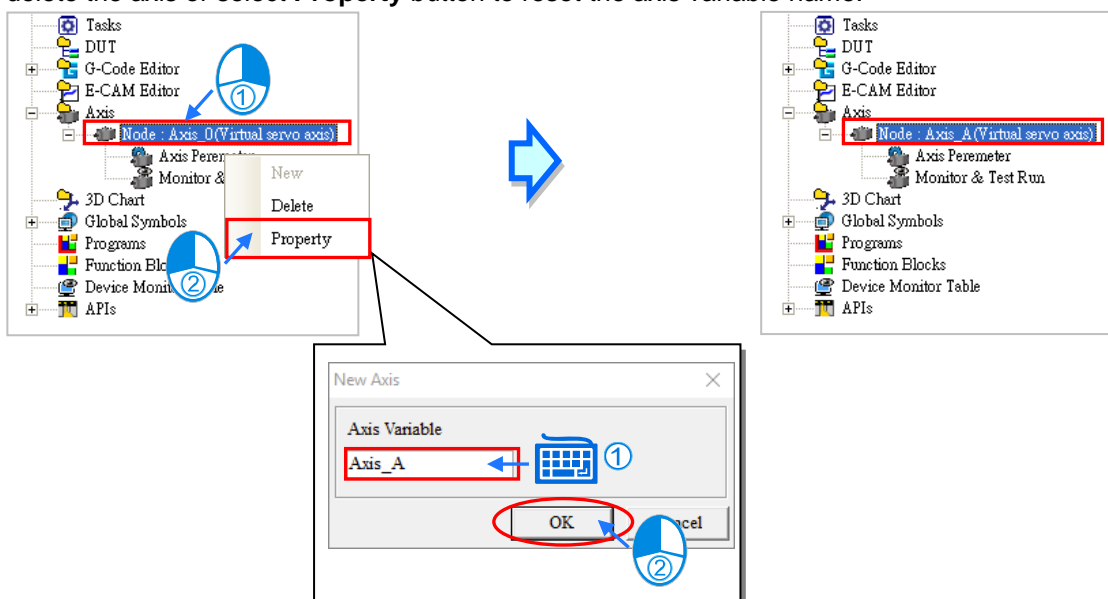 delete the axis or select Property button to reset the axis variable name.
Tasks
DUT
G-Code Editor
E-CAM Editor
Axis
Node : Axis_0(Virtual servo axis)
Axis
Monitor &
3D Chart
Global Symbols
Programs
Function
Device
APIs
①
New
Delete
Property
②
Tasks
DUT
G-Code Editor
E-CAM Editor
Axis
Node : Axis_A(Virtual servo axis)
Axis Peremeter
Monitor & Test Run
3D Chart
Global Symbols
Programs
Function Blocks
Device Monitor Table
APIs
New Axis
Axis Variable
Axis_A
①
OK
②